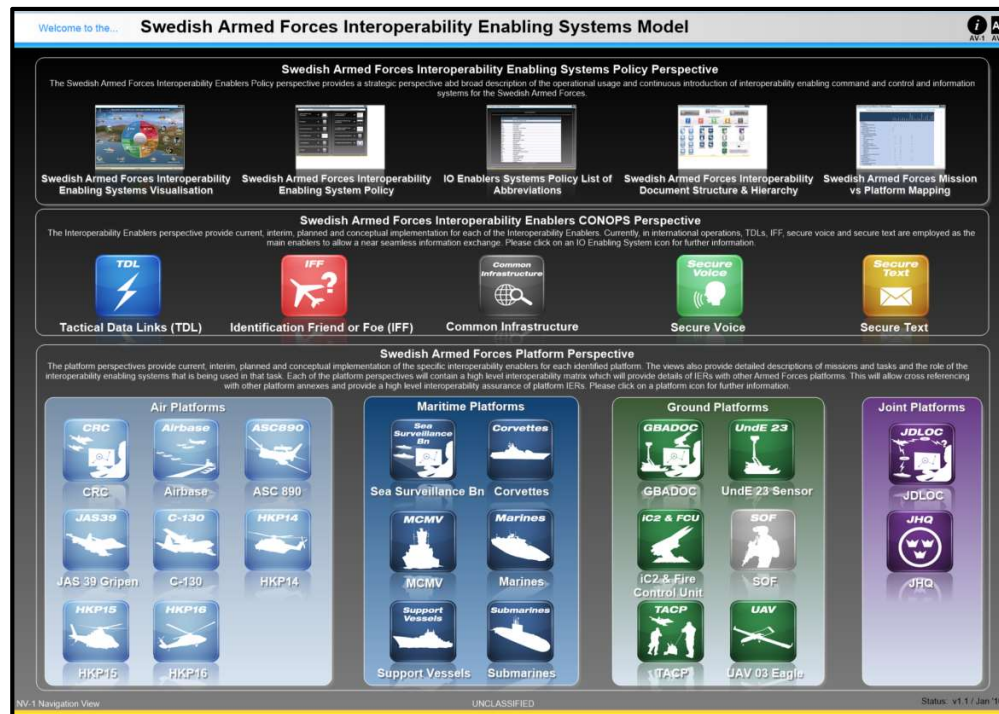 Welcome to the... Swedish Armed Forces Interoperability Enabling Systems Model
AV-1
Swedish Armed Forces Interoperability Enabling Systems Policy Perspective
The Swedish Armed Forces Interoperability Enablers Policy perspective provides a strategic perspective abd broad description of the operational usage and continuous introduction of interoperability enabling command and control and information
systems for the Swedish Armed Forces.
Swedish Armed Forces Interoperability
Enabling Systems Visualisation
Swedish Armed Forces Interoperability
Enabling System Policy
IO Enablers Systems Policy List of
Abbreviations
Swedish Armed Forces Interoperability
Document Structure & Hierarchy
Swedish Armed Forces Mission
vs Platform Mapping
Swedish Armed Forces Interoperability Enablers CONOPS Perspective
The Interoperability Enablers perspective provide current, interim, planned and conceptual implementation for each of the Interoperability Enablers. Currently, in international operations, TDLs, IFF, secure voice and secure text are employed as the
main enablers to allow a near seamless information exchange. Please click on an IO Enabling System icon for further information.
TDL
Tactical Data Links (TDL)
IFF
Identification Friend or Foe (IFF)
Common
Infrastructure
Common Infrastructure
Secure
Voice
Secure Voice
Secure
Text
Secure Text
Swedish Armed Forces Platform Perspective
The platform perspectives provide current, interim, planned and conceptual implementation of the specific interoperability enablers for each identified platform. The views also provide detailed descriptions of missions and tasks and the role of the
interoperability enabling systems that is being used in that task. Each of the platform perspectives will contain a high level interoperability matrix which will provide details of IERs with other Armed Forces platforms. This will allow cross referencing
with other platform annexes and provide a high level interoperability assurance of platform IERs. Please click on a platform icon for further information.
Air Platforms
CRC
CRC
Airbase
Airbase
ASC890
ASC 890
JAS39
JAS 39 Gripen
C-130
C-130
HKP14
HKP14
HKP15
HKP15
HKP16
HKP16
Maritime Platforms
Sea
Surveillance
Bn
Sea Surveillance Bn
Corvettes
Corvettes
MCMV
MCMV
Marines
Marines
Support
Vessels
Support Vessels
Submarines
Submarines
Ground Platforms
GBADOC
GBADOC
UndE 23
UndE 23 Sensor
iC2 & FCU
iC2 & Fire
Control Unit
SOF
SOF
TACP
TACP
UAV
UAV 03 Eagle
Joint Platforms
JDLOC
JDLOC
JHQ
JHQ
NV-1 Navigation View
UNCLASSIFIED
Status: v1.1 / Jan